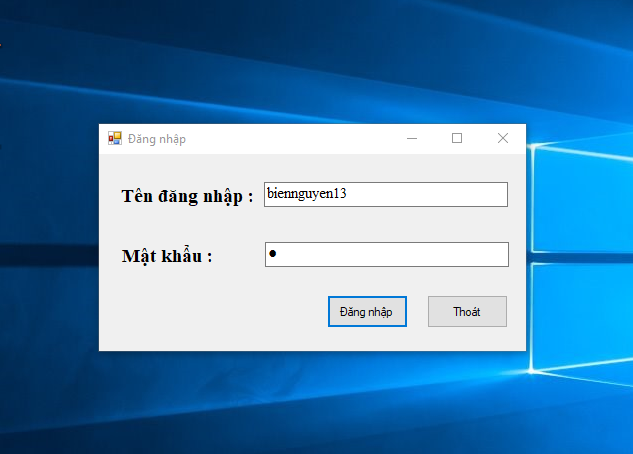 Đăng nhập
Tên đăng nhập : biennguyen13
Mật khẩu : ●
Đăng nhập Thoát